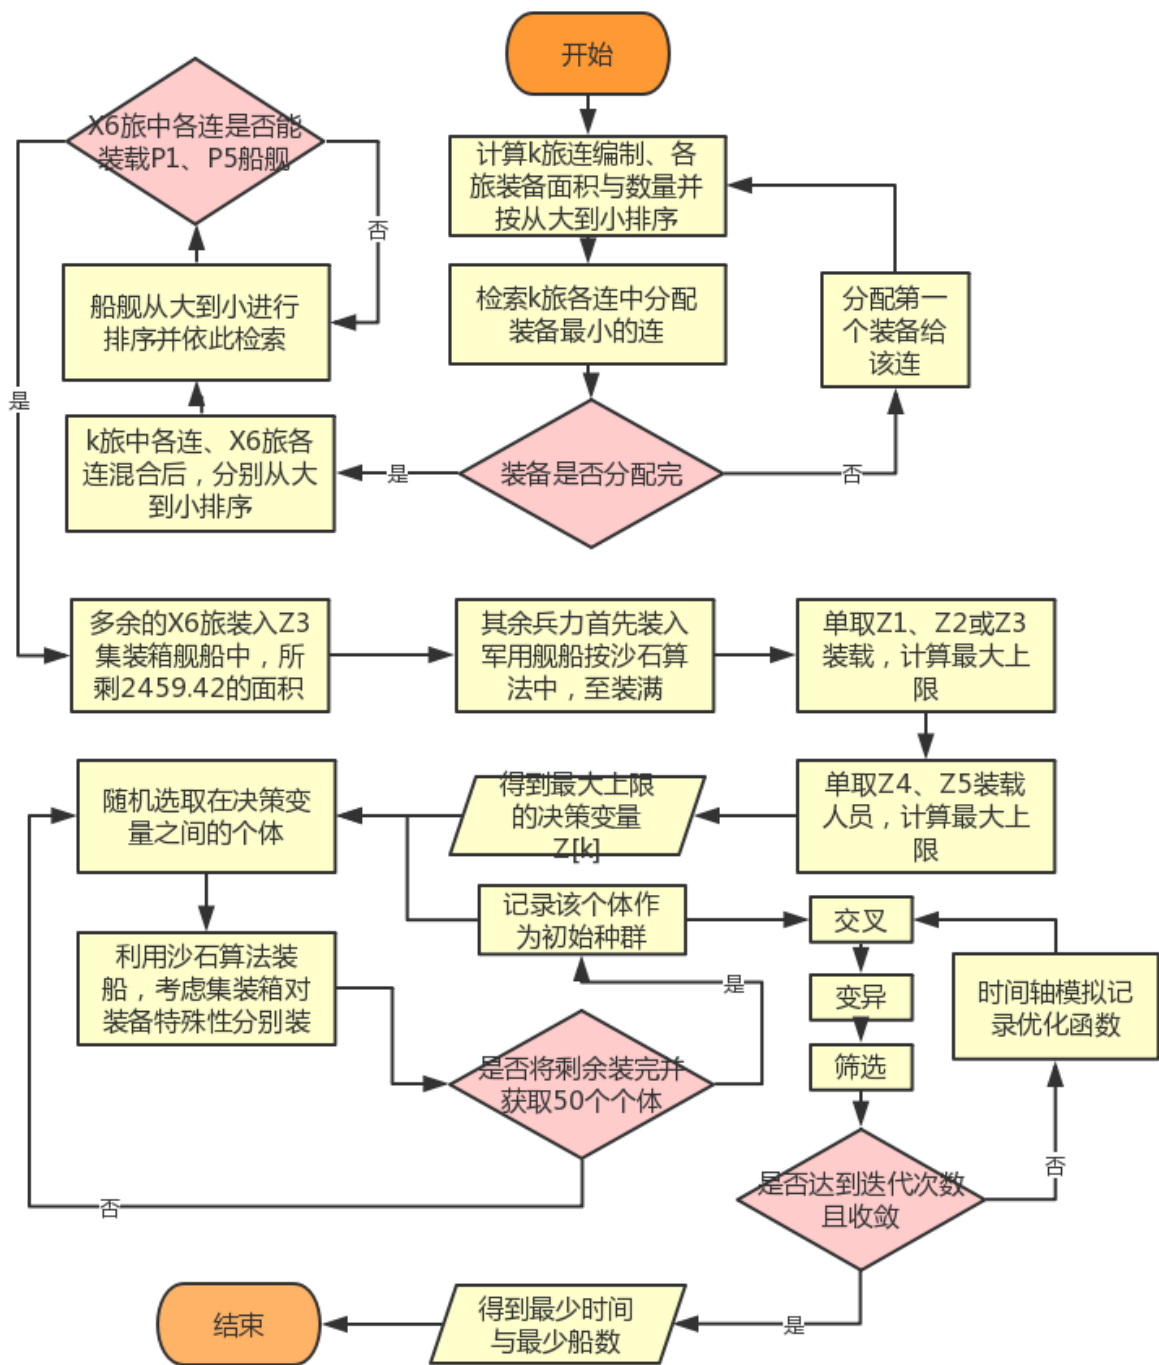 开始
X6旅中各连是否能
装载P1、P5船舰
否
计算k旅连编制、各
旅装备面积与数量并
按从大到小排序
船舰从大到小进行
排序并依此检索
检索k旅各连中分配
装备最小的连
分配第一
个装备给
该连
是
k旅中各连、X6旅各
连混合后，分别从大
到小排序
是
装备是否分配完
否
多余的X6旅装入Z3
集装箱舰船中，所
剩2459.42的面积
其余兵力首先装入
军用舰船按沙石算
法中，至装满
单取Z1、Z2或Z3
装载，计算最大上
限
单取Z4、Z5装载
人员，计算最大上
限
得到最大上限
的决策变量
Z[k]
随机选取在决策变
量之间的个体
记录该个体作
为初始种群
利用沙石算法装
船，考虑集装箱对
装备特殊性分别装
是
是否将剩余装完并
获取50个个体
否
交叉
变异
筛选
时间轴模拟记
录优化函数
是否达到迭代次数
且收敛
否
是
得到最少时间
与最少船数
结束